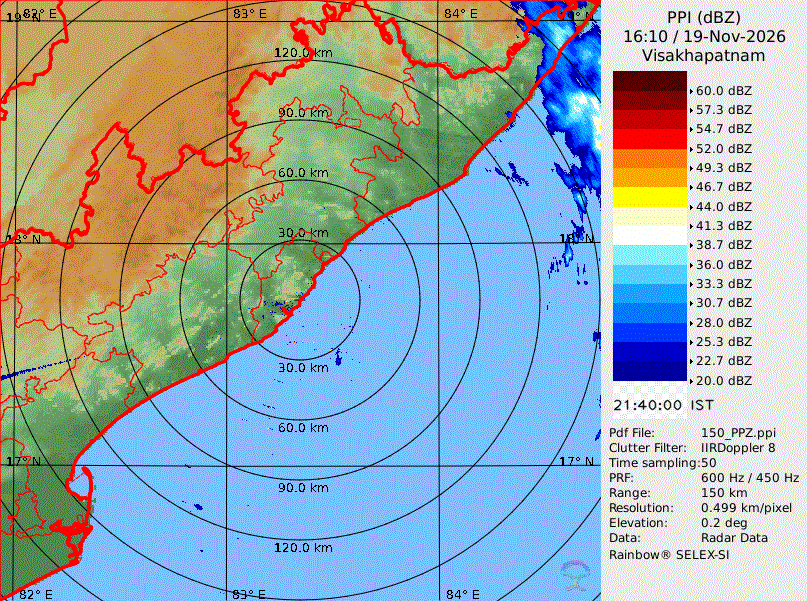 82° E
83° E
84° E
19° N
19° N
PPI (dBZ)
16:10 / 19-Nov-2026
Visakhapatnam
120.0 km
90.0 km
60.0 km
30.0 km
18° N
18° N
30.0 km
60.0 km
17° N
17° N
90.0 km
120.0 km
82° E
83° E
84° E
60.0 dBZ
57.3 dBZ
54.7 dBZ
52.0 dBZ
49.3 dBZ
46.7 dBZ
44.0 dBZ
41.3 dBZ
38.7 dBZ
36.0 dBZ
33.3 dBZ
30.7 dBZ
28.0 dBZ
25.3 dBZ
22.7 dBZ
20.0 dBZ
21:40:00 IST
Pdf File: 150_PPZ.ppi
Clutter Filter: IIRDoppler 8
Time sampling:50
PRF: 600 Hz / 450 Hz
Range: 150 km
Resolution: 0.499 km/pixel
Elevation: 0.2 deg
Data: Radar Data
Rainbow® SELEX-SI